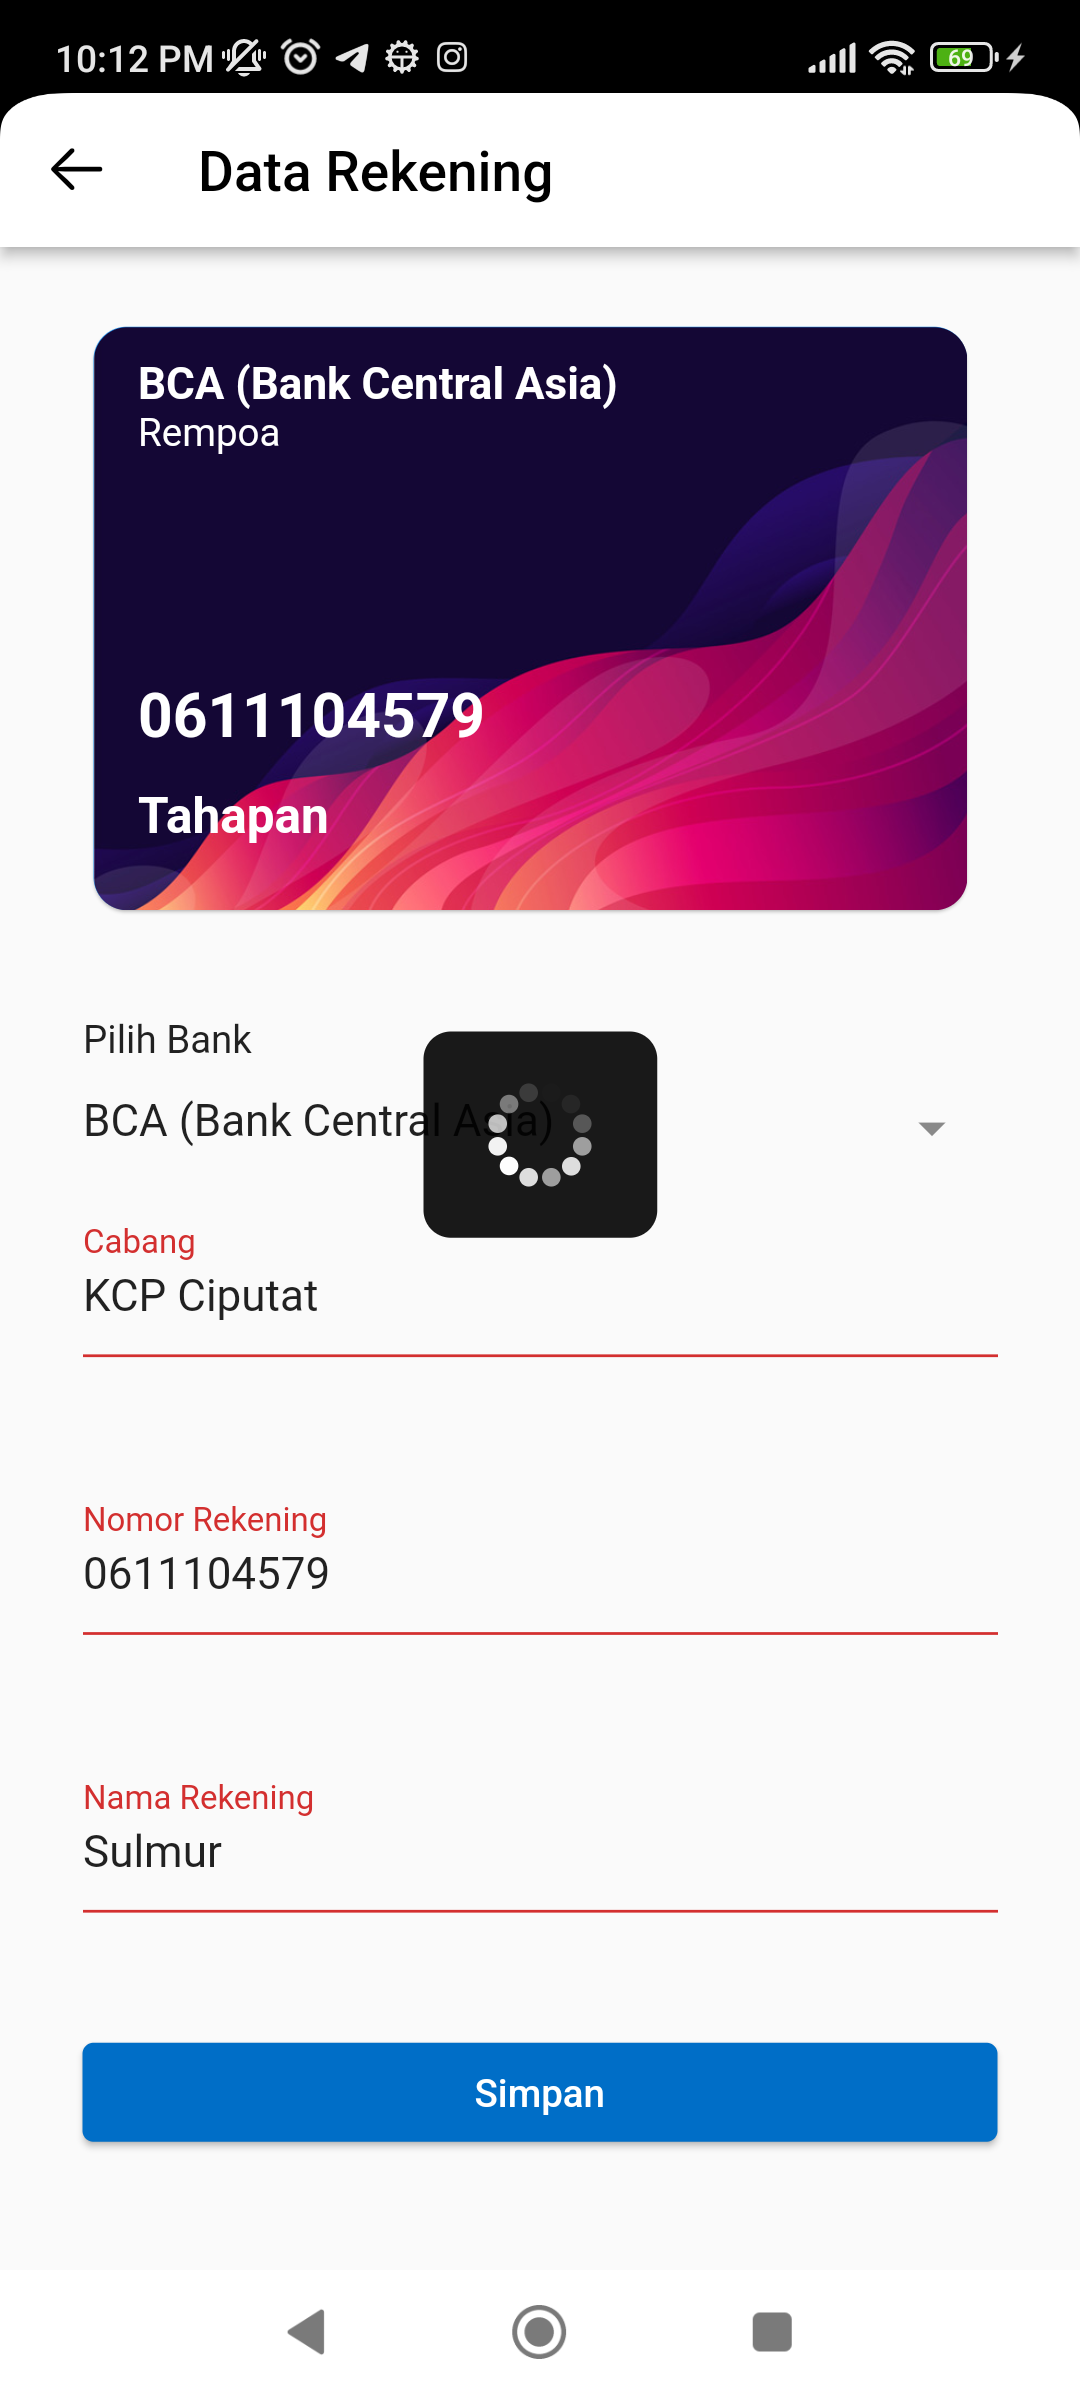 10:12 PM
69
Data Rekening
BCA (Bank Central Asia)
Rempoa
0611104579
Tahapan
Pilih Bank
BCA (Bank Central Asia)
Cabang
KCP Ciputat
Nomor Rekening
0611104579
Nama Rekening
Sulmur
Simpan